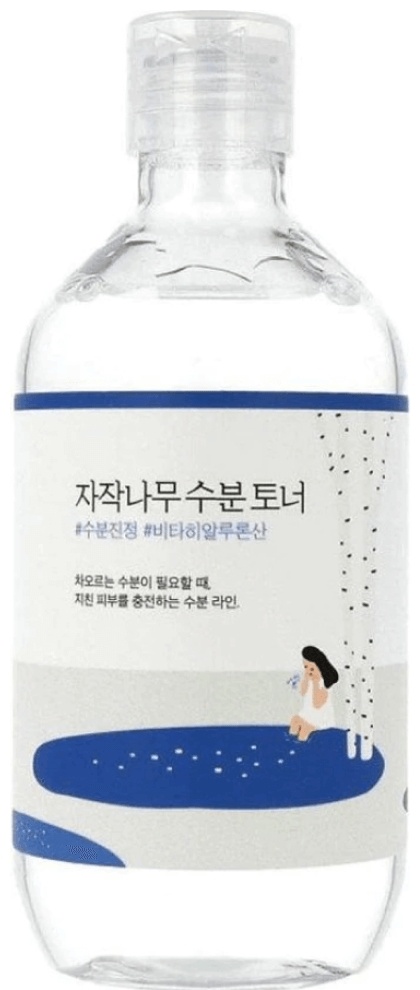 자작나무 수분 토너
#수분진정 #비타히알루론산
차오르는 수분이 필요할 때,
지친 피부를 충전하는 수분 라인.